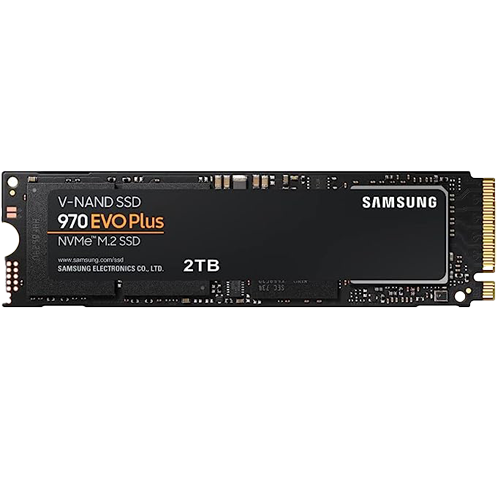 V-NAND SSD
970 EVO Plus
NVMe™ M.2 SSD
www.samsung.com/ssd
SAMSUNG ELECTRONICS CO., LTD.
2TB
SAMSUNG